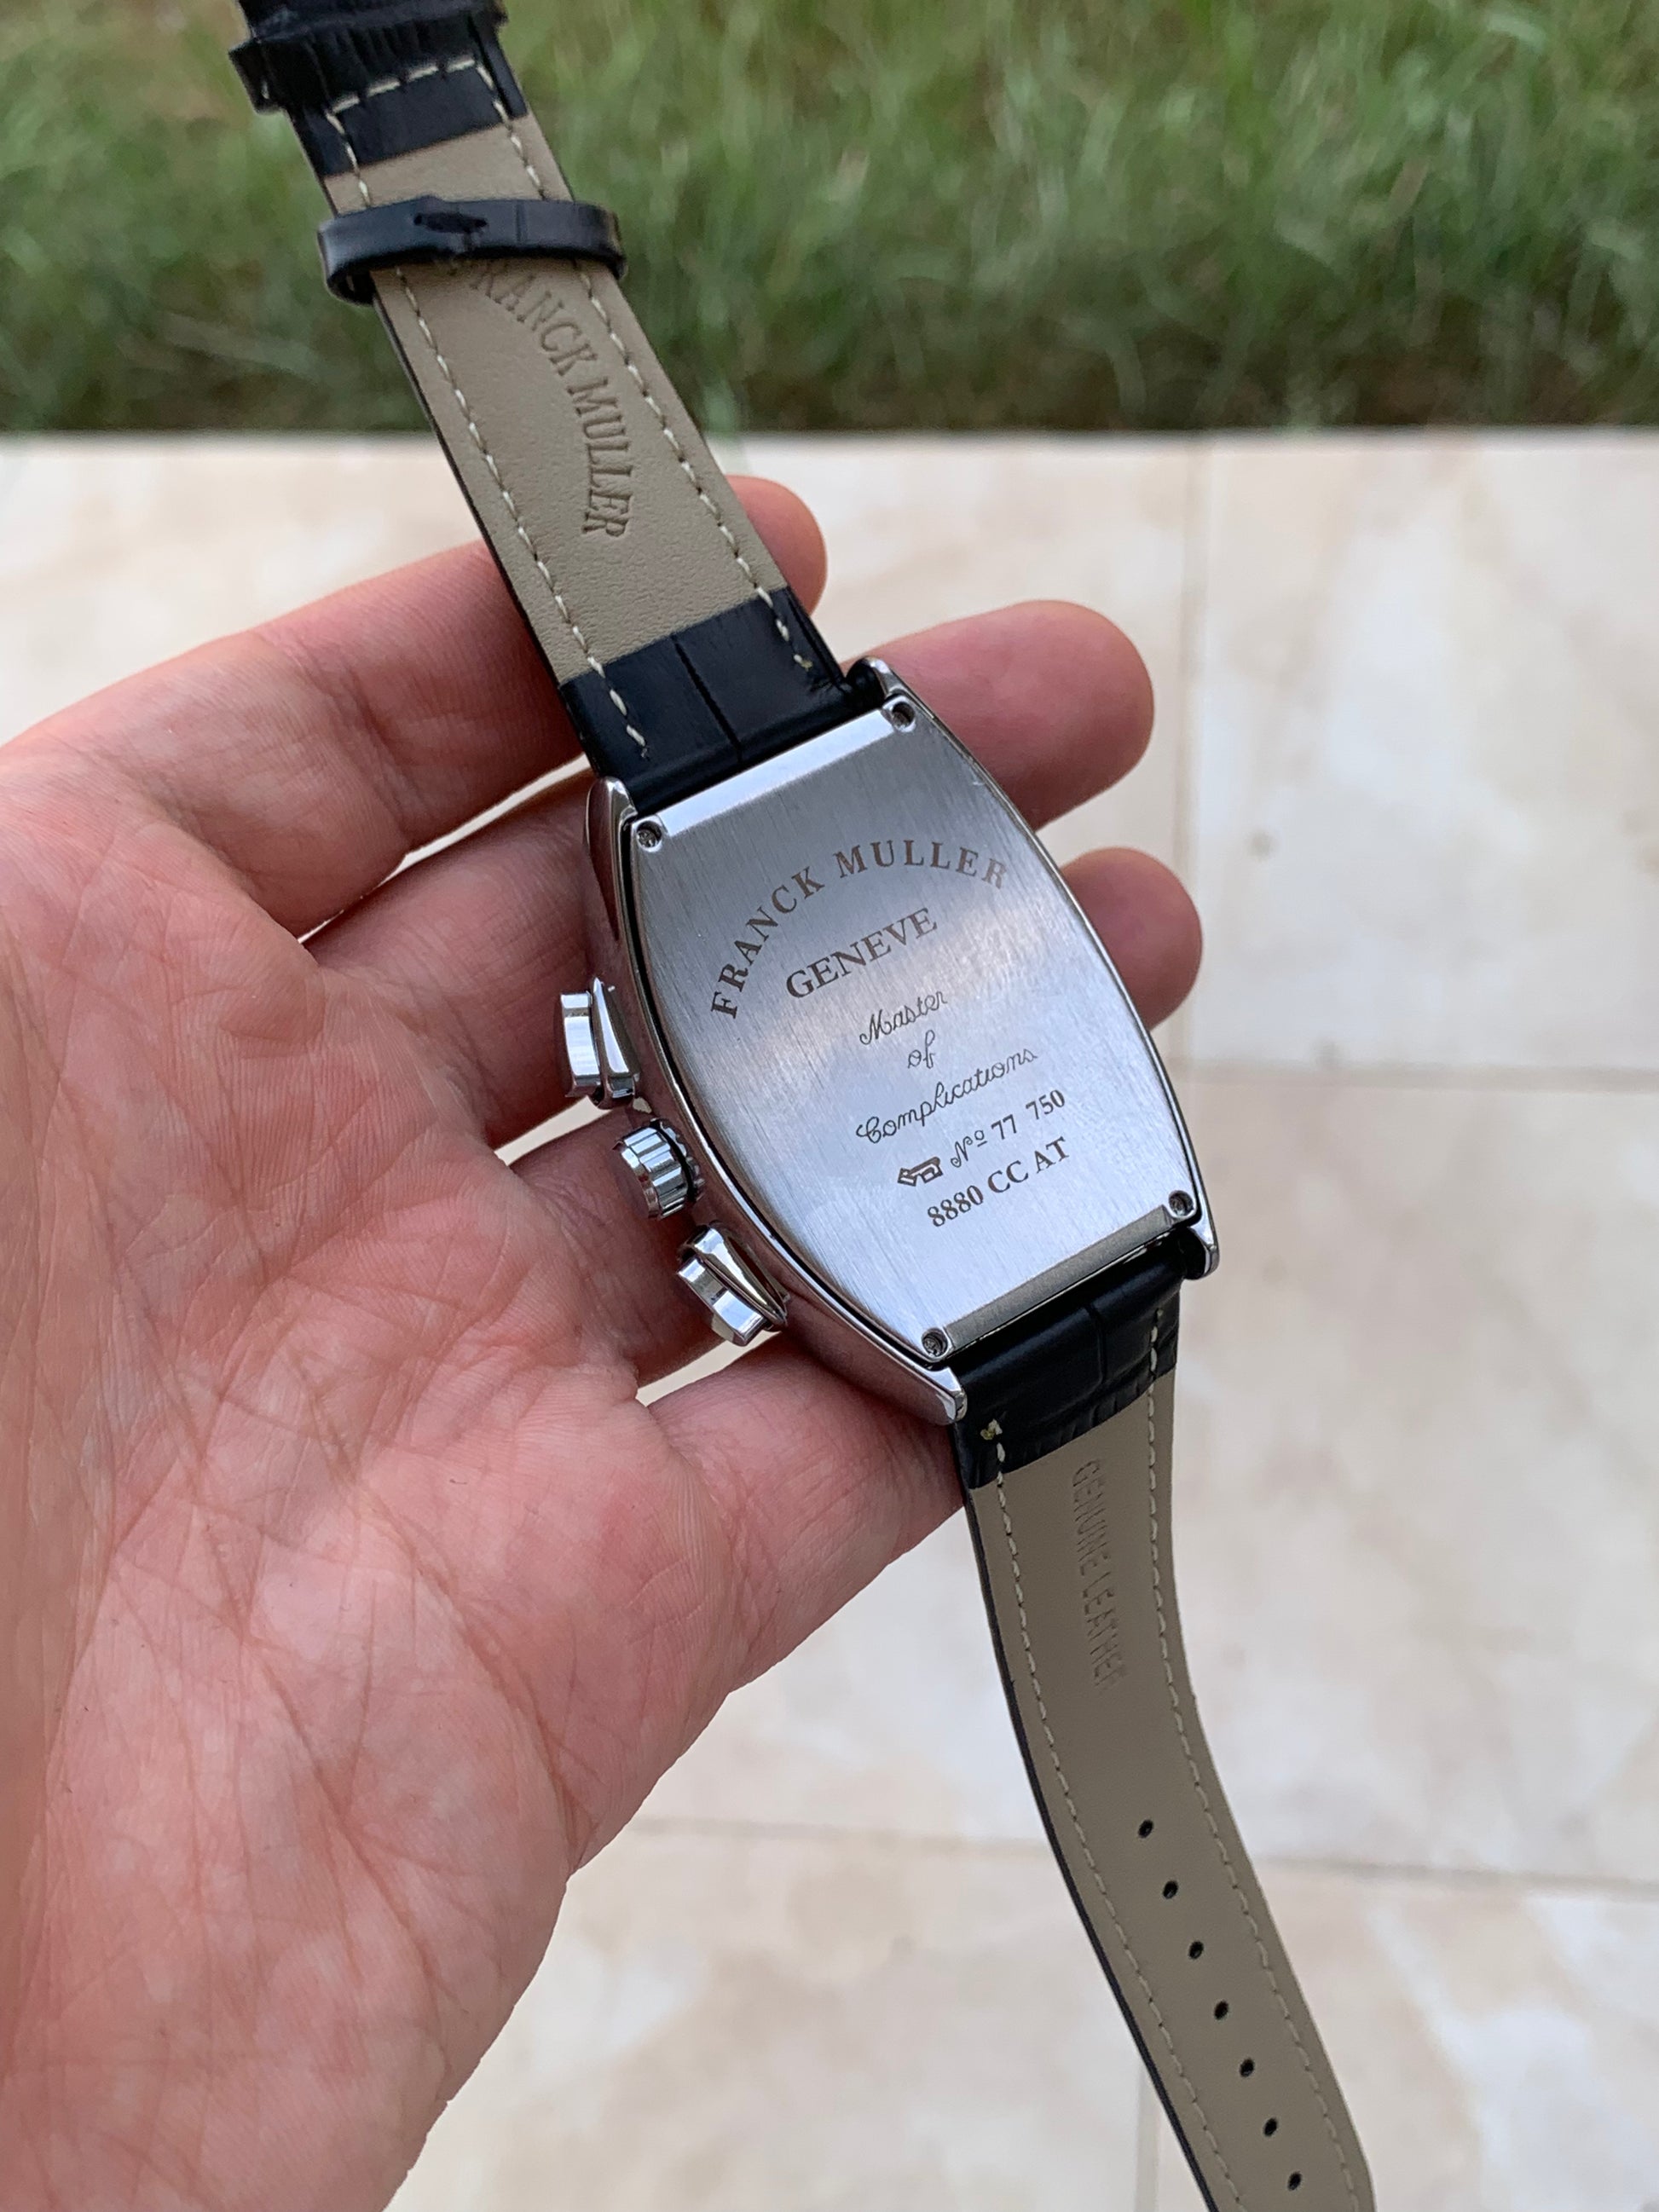 FRANCK MULLER
FRANCK MULLER
GENEVE
Master
of
Complications
Nº 77 750
8880 CC AT
GENUINE LEATHER